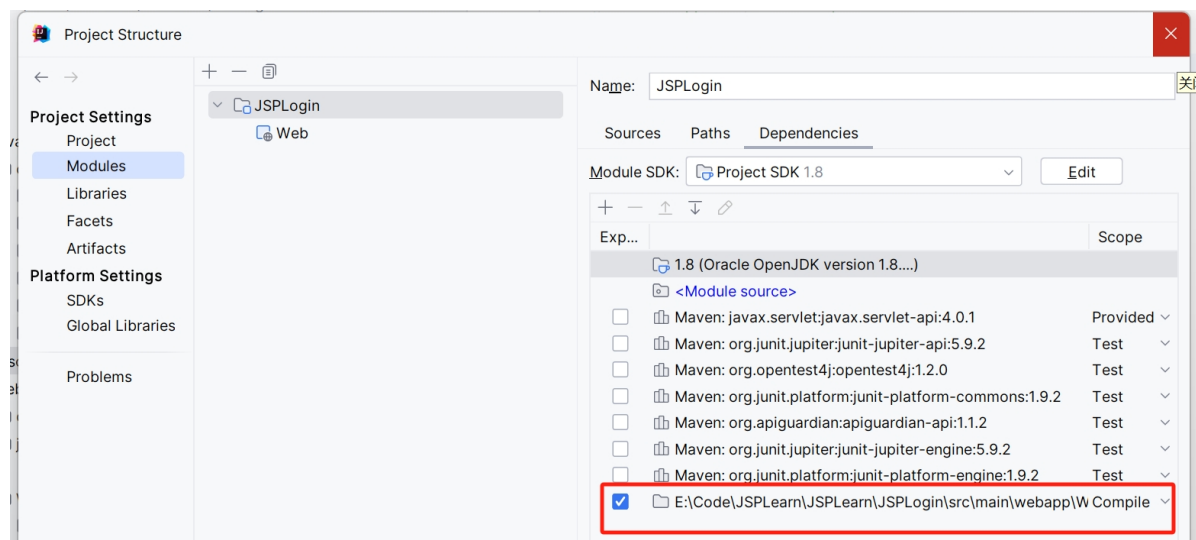 Project Structure
Project Settings
Project
Modules
Libraries
Facets
Artifacts
Platform Settings
SDKs
Global Libraries
Problems
JSPLogin
Web
Name: JSPLogin
Sources Paths Dependencies
Module SDK: Project SDK 1.8 Edit
Exp... Scope
1.8 (Oracle OpenJDK version 1.8....)
<Module source>
Maven: javax.servlet:javax.servlet-api:4.0.1 Provided
Maven: org.junit.jupiter:junit-jupiter-api:5.9.2 Test
Maven: org.opentest4j:opentest4j:1.2.0 Test
Maven: org.junit.platform:junit-platform-commons:1.9.2 Test
Maven: org.apiguardian:apiguardian-api:1.1.2 Test
Maven: org.junit.jupiter:junit-jupiter-engine:5.9.2 Test
Maven: org.junit.platform:junit-platform-engine:1.9.2 Test
E:\Code\JSPLearn\JSPLearn\JSPLogin\src\main\webapp\W Compile